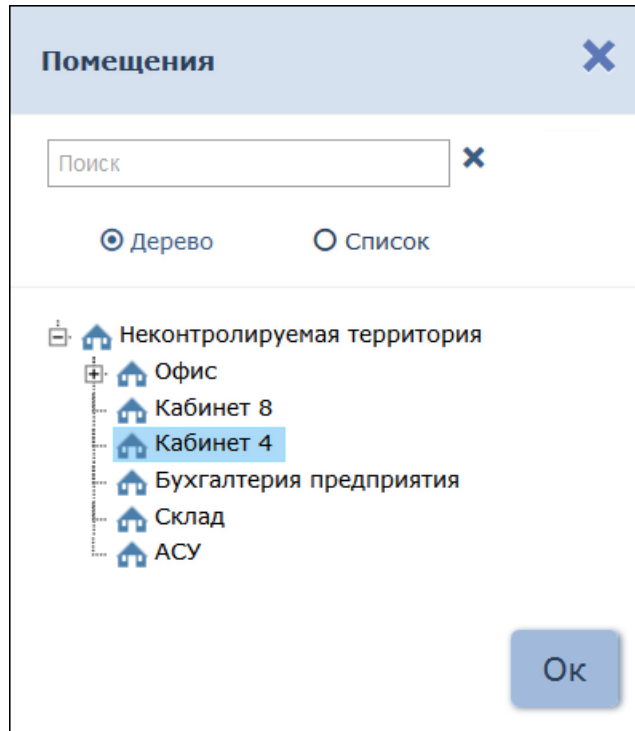 Помещения
Поиск
Дерево Список
Неконтролируемая территория
Офис
Кабинет 8
Кабинет 4
Бухгалтерия предприятия
Склад
АСУ
Ок